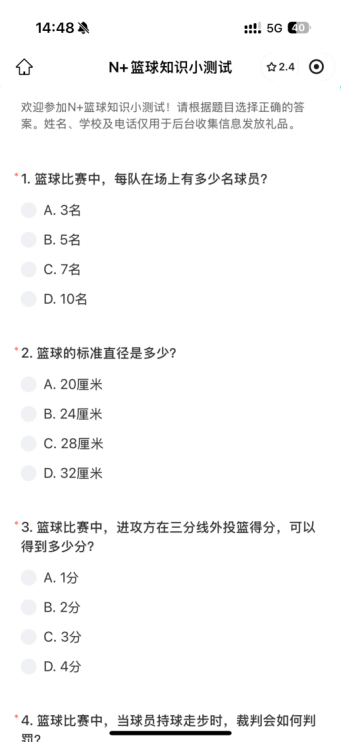 14:48 5G 40
N+篮球知识小测试 2.4
欢迎参加N+篮球知识小测试！请根据题目选择正确的答
案。姓名、学校及电话仅用于后台收集信息发放礼品。
*1. 篮球比赛中，每队在场上有多少名球员?
A. 3名
B. 5名
C. 7名
D. 10名
*2. 篮球的标准直径是多少?
A. 20厘米
B. 24厘米
C. 28厘米
D. 32厘米
*3. 篮球比赛中，进攻方在三分线外投篮得分，可以
得到多少分?
A. 1分
B. 2分
C. 3分
D. 4分
*4. 篮球比赛中，当球员持球走步时，裁判会如何判
罚?